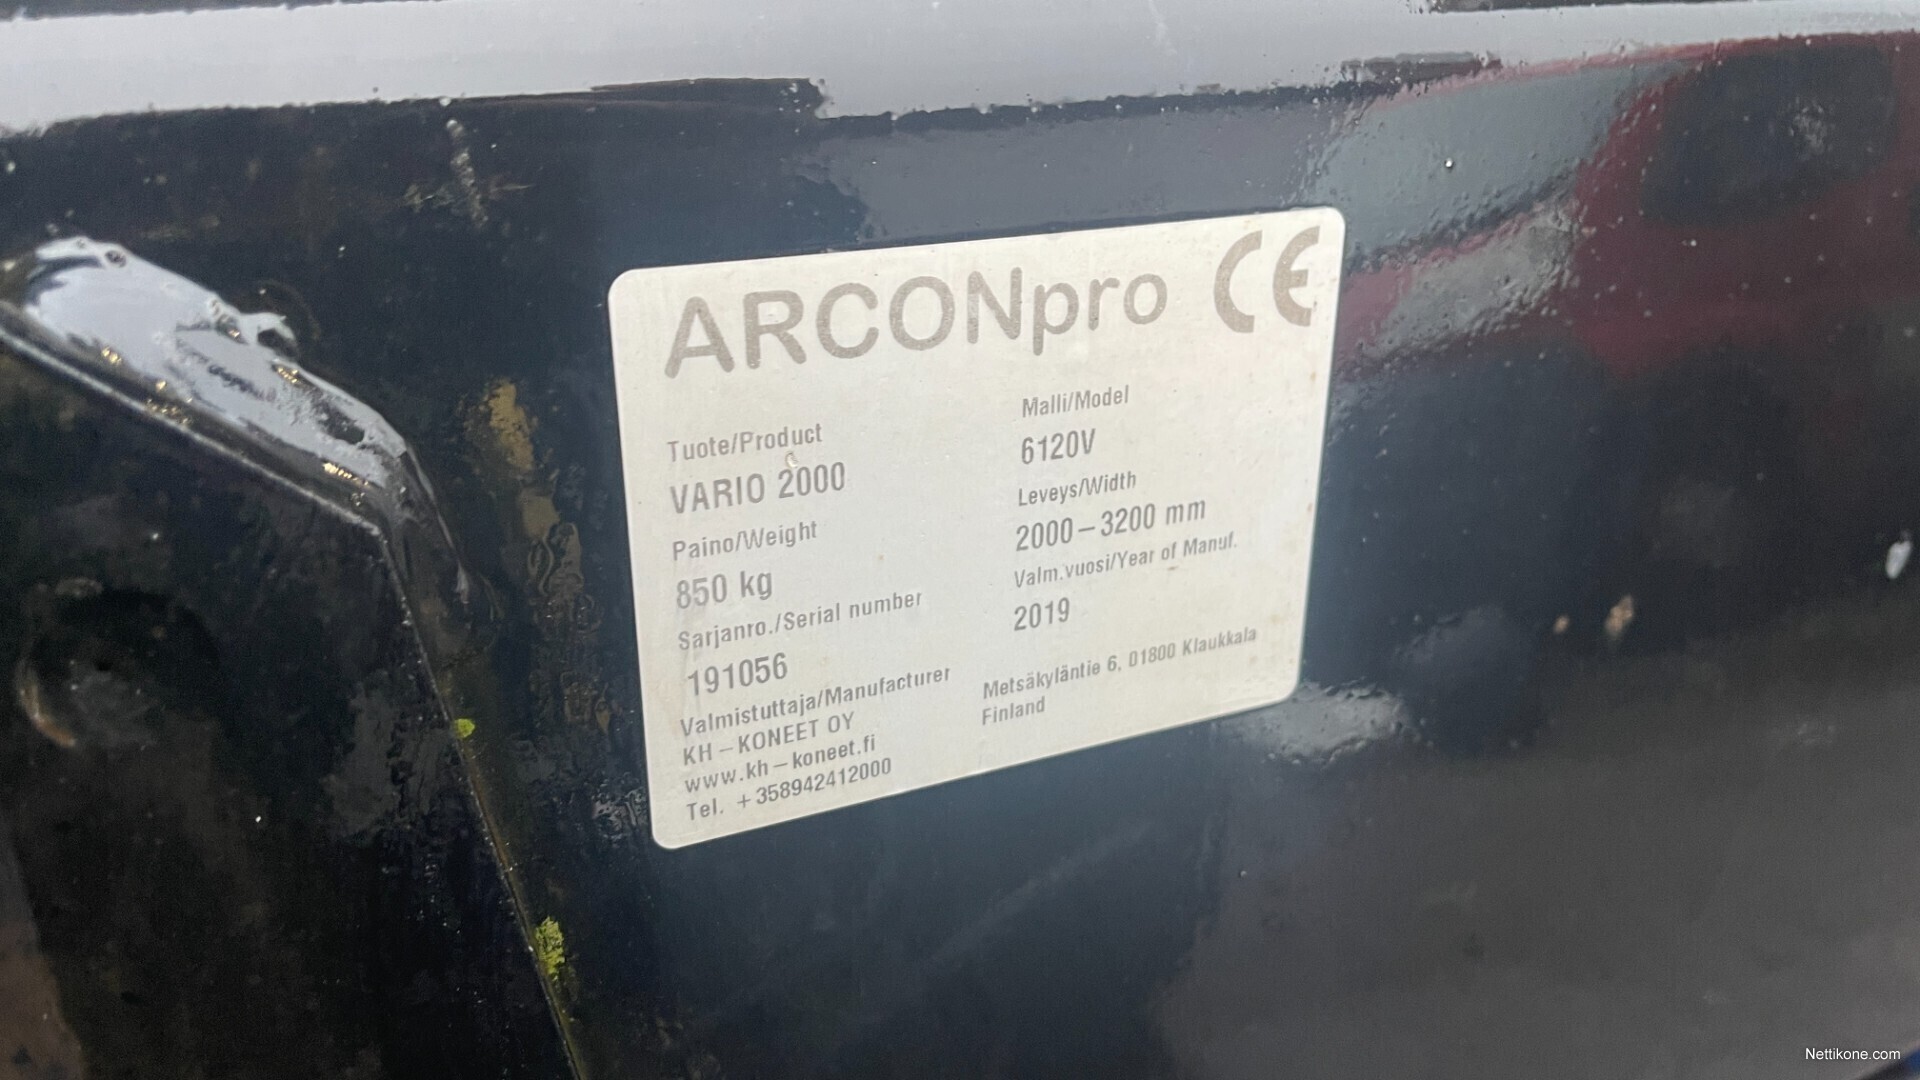 ARCONpro CE
Tuote/Product
VARIO 2000
Paino/Weight
850 kg
Sarjanro./Serial number
191056
Valmistuttaja/Manufacturer
KH-KONEET OY
www.kh-koneet.fi
Tel. +358942412000
Malli/Model
6120V
Leveys/Width
2000-3200 mm
Valm.vuosi/Year of Manuf.
2019
Metsäkyläntie 6, 01800 Klaukkala
Finland
Nettikone.com